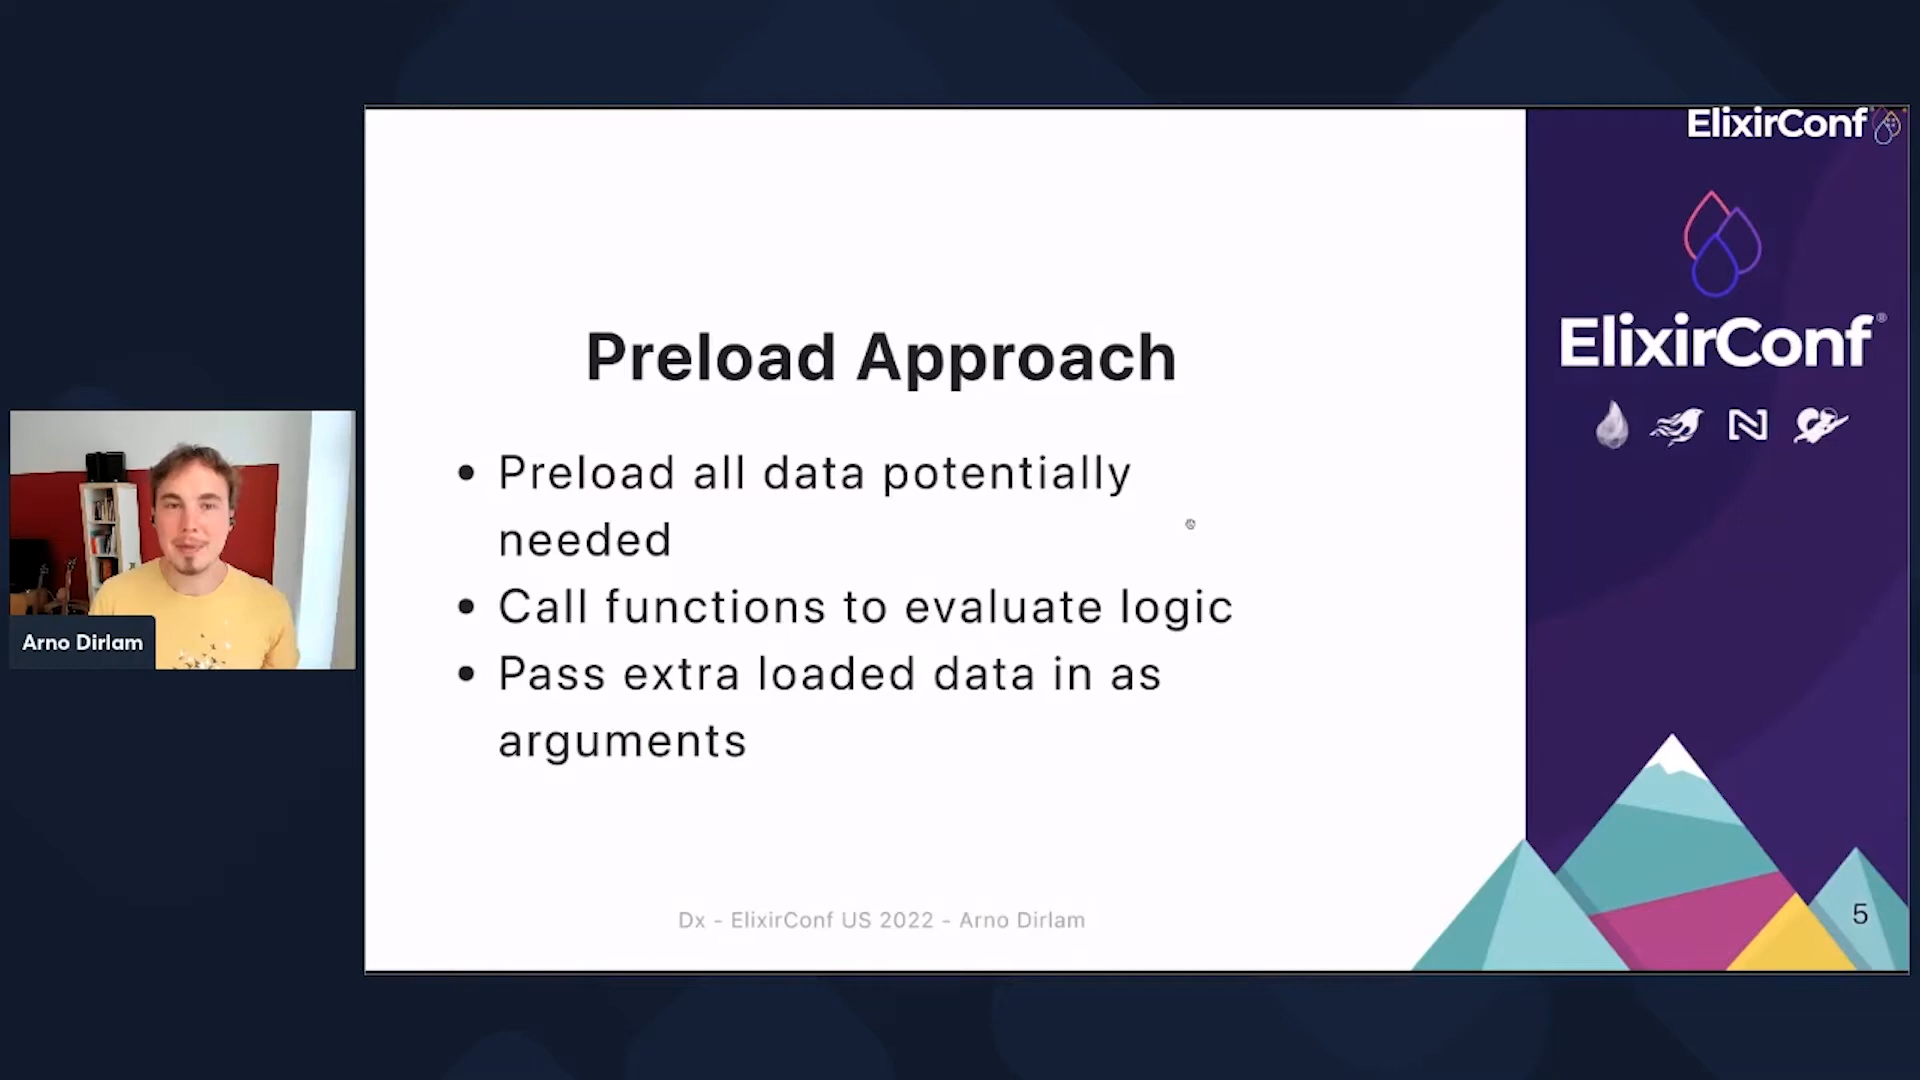 ElixirConf
ElixirConf®
Preload Approach
• Preload all data potentially
needed
• Call functions to evaluate logic
• Pass extra loaded data in as
arguments
Arno Dirlam
Dx - ElixirConf US 2022 - Arno Dirlam
5